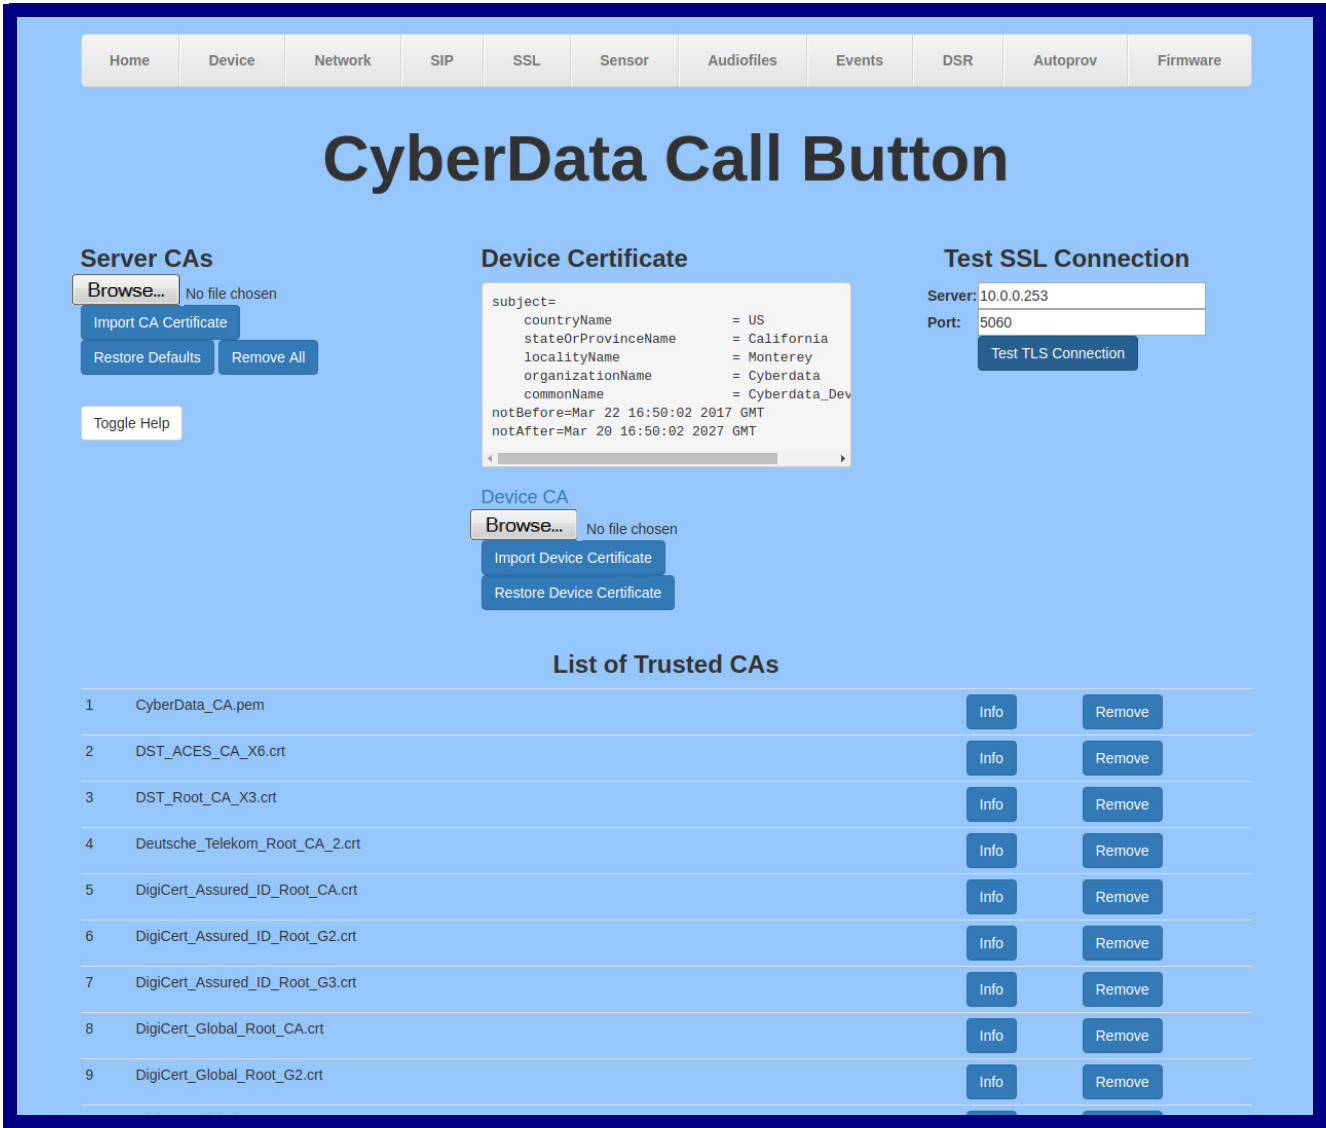 Home Device Network SIP SSL Sensor Audiofiles Events DSR Autoprov Firmware
CyberData Call Button
Server CAs
Browse... No file chosen
Import CA Certificate
Restore Defaults Remove All
Toggle Help
Device Certificate
subject=
countryName = US
stateOrProvinceName = California
localityName = Monterey
organizationName = Cyberdata
commonName = Cyberdata_Dev
notBefore=Mar 22 16:50:02 2017 GMT
notAfter=Mar 20 16:50:02 2027 GMT
Device CA
Browse... No file chosen
Import Device Certificate
Restore Device Certificate
Test SSL Connection
Server: 10.0.0.253
Port: 5060
Test TLS Connection
List of Trusted CAs
1 CyberData_CA.pem Info Remove
2 DST_ACES_CA_X6.crt Info Remove
3 DST_Root_CA_X3.crt Info Remove
4 Deutsche_Telekom_Root_CA_2.crt Info Remove
5 DigiCert_Assured_ID_Root_CA.crt Info Remove
6 DigiCert_Assured_ID_Root_G2.crt Info Remove
7 DigiCert_Assured_ID_Root_G3.crt Info Remove
8 DigiCert_Global_Root_CA.crt Info Remove
9 DigiCert_Global_Root_G2.crt Info Remove